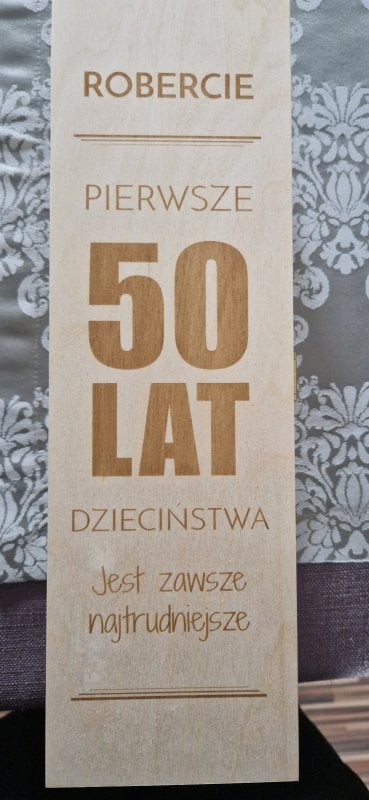 ROBERCIE
PIERWSZE
50
LAT
DZIECIŃSTWA
Jest zawsze
najtrudniejsze